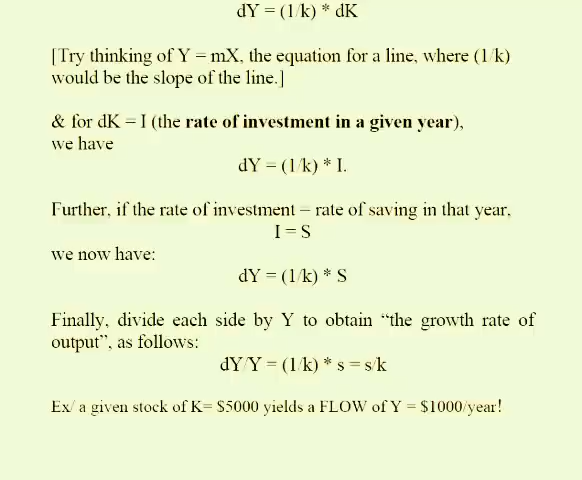 dY = (1/k) * dK
[Try thinking of Y = mX, the equation for a line, where (1/k)
would be the slope of the line.]
& for dK = I (the rate of investment in a given year),
we have
dY = (1/k) * I.
Further, if the rate of investment = rate of saving in that year,
I = S
we now have:
dY = (1/k) * S
Finally, divide each side by Y to obtain “the growth rate of
output”, as follows:
dY/Y = (1/k) * s = s/k
Ex/ a given stock of K= $5000 yields a FLOW of Y = $1000/year!